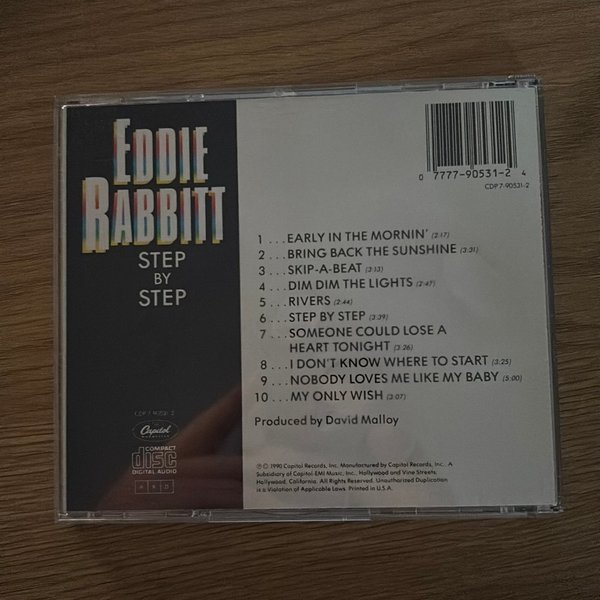 EDDIE
RABBITT
STEP
BY
STEP
0 7777-90531-2 4
CDP 7-90531-2
1 . . . EARLY IN THE MORNIN' (2:17)
2 . . . BRING BACK THE SUNSHINE (3:31)
3 . . . SKIP-A-BEAT (3:13)
4 . . . DIM DIM THE LIGHTS (2:47)
5 . . . RIVERS (2:44)
6 . . . STEP BY STEP (3:39)
7 . . . SOMEONE COULD LOSE A
HEART TONIGHT (3:26)
8 . . . I DON'T KNOW WHERE TO START (3:25)
9 . . . NOBODY LOVES ME LIKE MY BABY (5:00)
10 . . . MY ONLY WISH (3:07)
Produced by David Malloy
CDP 7 90531 2
Capitol
COMPACT
disc
DIGITAL AUDIO
Ⓟ © 1990 Capitol Records, Inc. Manufactured by Capitol Records, Inc. A
Subsidiary of Capitol-EMI Music, Inc., Hollywood and Vine Streets,
Hollywood, California. All Rights Reserved. Unauthorized Duplication
is a Violation of Applicable Laws. Printed in U.S.A.